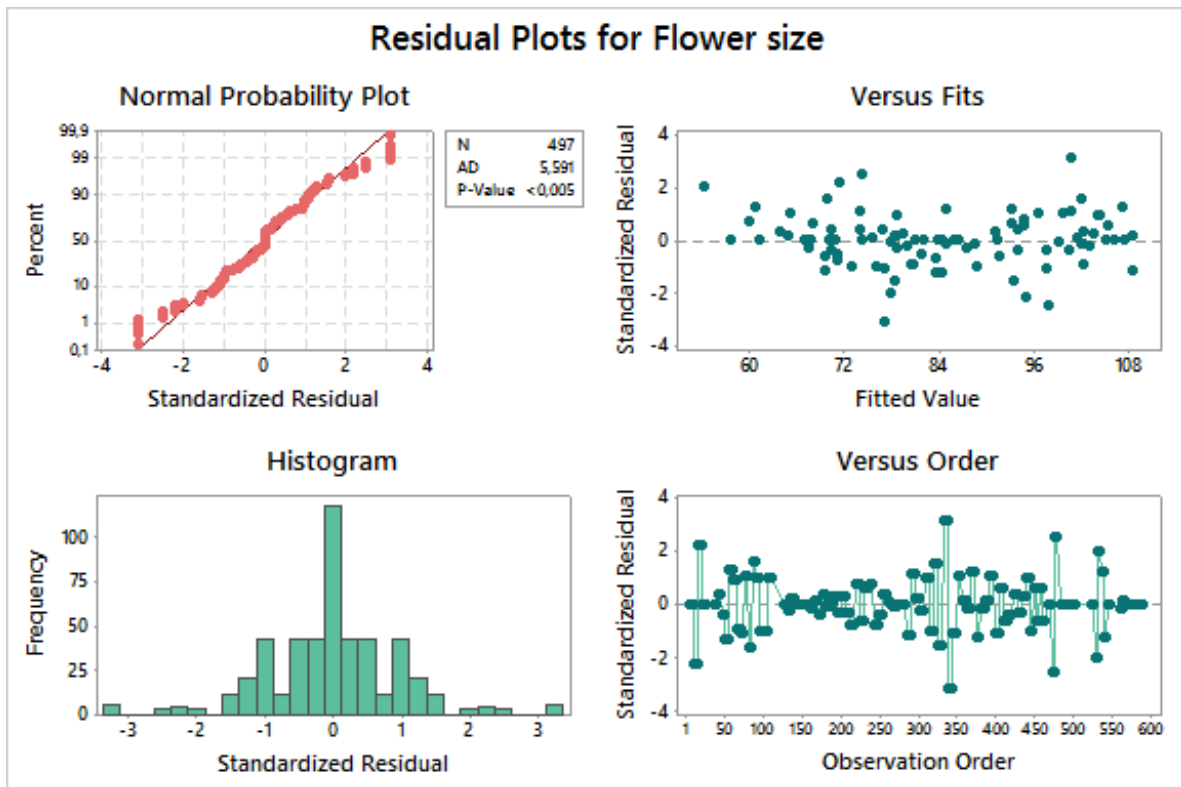 Residual Plots for Flower size
Normal Probability Plot
99,9
99
90
50
10
1
0,1
Percent
-4 -2 0 2 4
Standardized Residual
N 497
AD 5,591
P-Value <0,005
Versus Fits
4
2
0
-2
-4
Standardized Residual
60 72 84 96 108
Fitted Value
Histogram
100
75
50
25
0
Frequency
-3 -2 -1 0 1 2 3
Standardized Residual
Versus Order
4
2
0
-2
-4
Standardized Residual
1 50 100 150 200 250 300 350 400 450 500 550 600
Observation Order